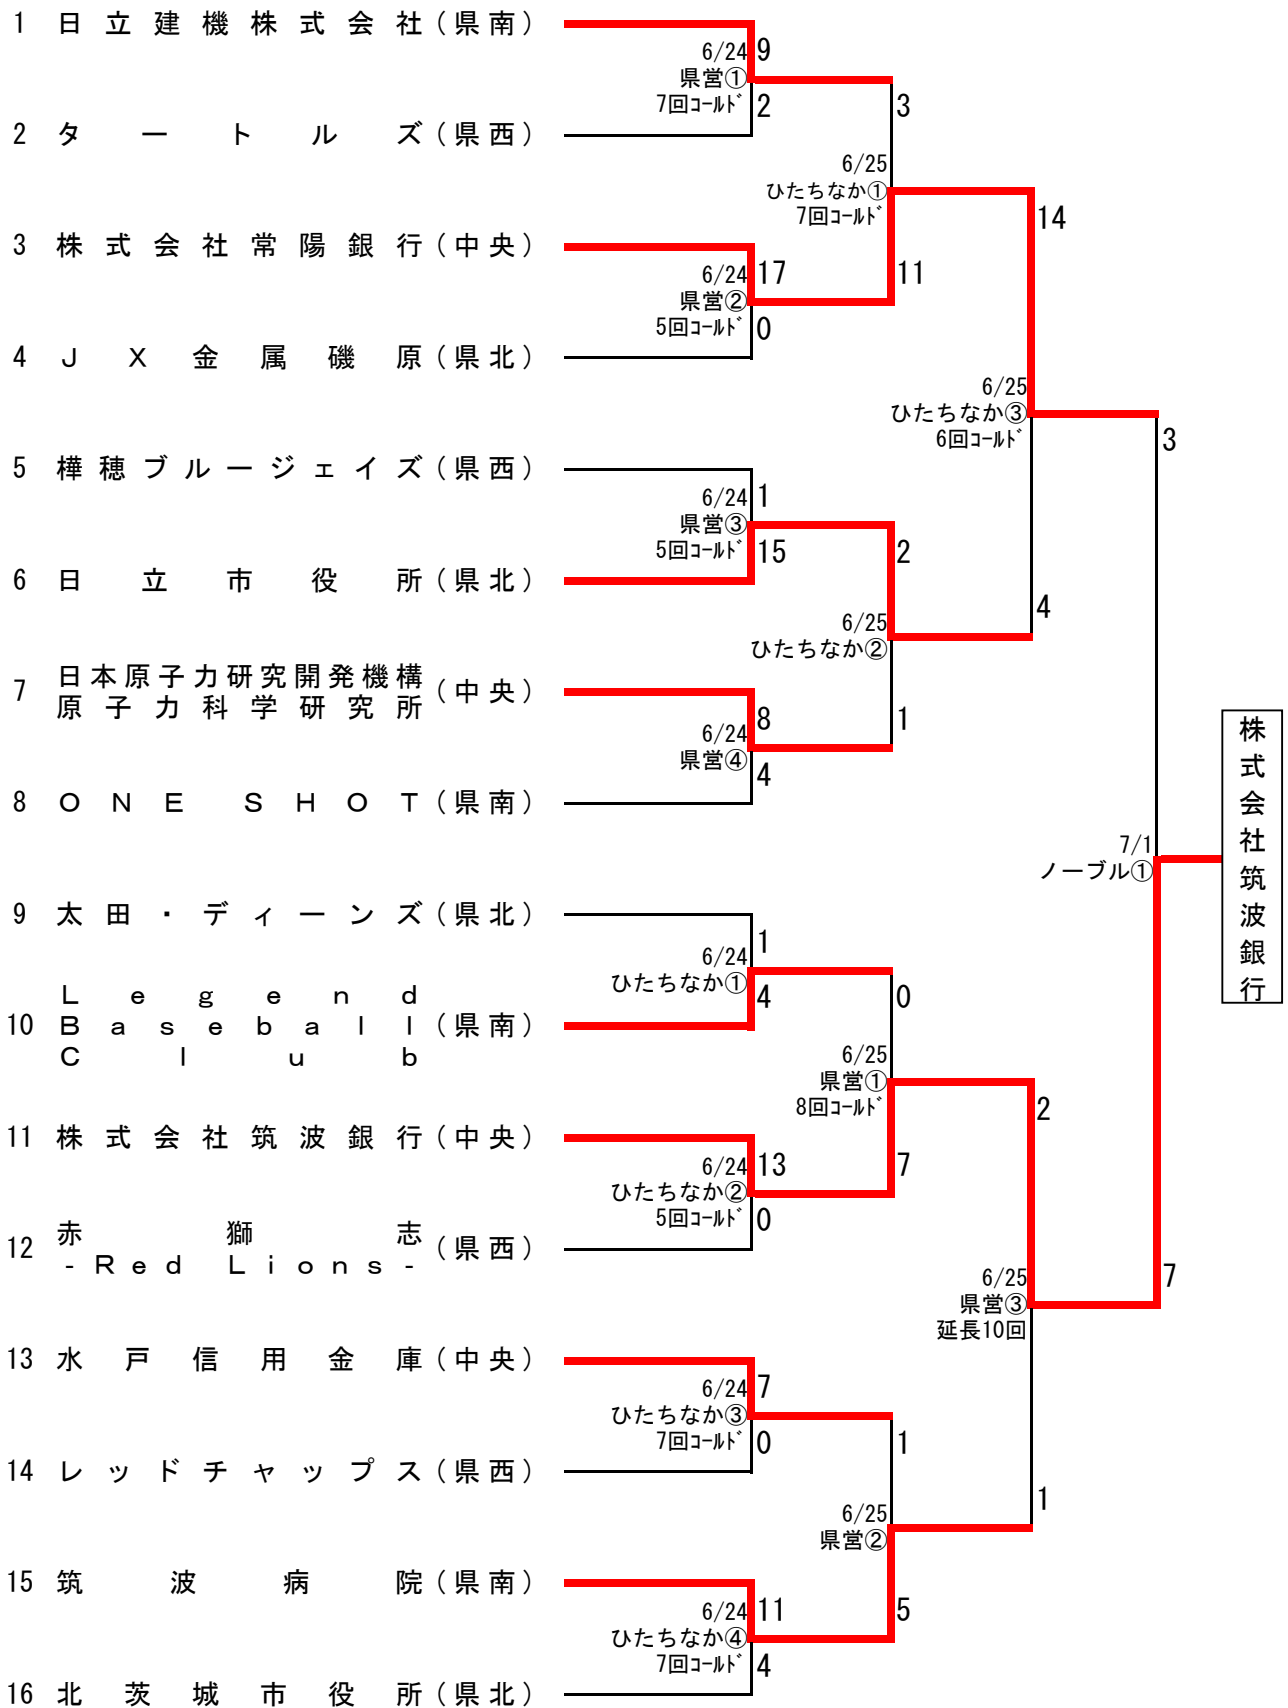 1 日立建機株式会社(県南)
6/24 9
県営①
7回ｺｰﾙﾄﾞ 2
3
2 タートルズ(県西)
6/25
ひたちなか①
7回ｺｰﾙﾄﾞ
14
3 株式会社常陽銀行(中央)
6/24 17
県営②
5回ｺｰﾙﾄﾞ 0
11
4 JX金属磯原(県北)
6/25
ひたちなか③
6回ｺｰﾙﾄﾞ
3
5 樺穂ブルージェイズ(県西)
6/24 1
県営③
5回ｺｰﾙﾄﾞ 15
2
6 日立市役所(県北)
6/25
ひたちなか②
4
7 日本原子力研究開発機構
原子力科学研究所
(中央)
6/24 8
県営④
4
1
8 ONE SHOT(県南)
株式会社筑波銀行
7/1
ノーブル①
9 太田・ディーンズ(県北)
6/24 1
ひたちなか①
4
0
10 Legend
Baseball
Club
(県南)
6/25
県営①
8回ｺｰﾙﾄﾞ
2
11 株式会社筑波銀行(中央)
6/24 13
ひたちなか②
5回ｺｰﾙﾄﾞ 0
7
12 赤獅志
-Red Lions-
(県西)
6/25
県営③
延長10回
7
13 水戸信用金庫(中央)
6/24 7
ひたちなか③
7回ｺｰﾙﾄﾞ 0
1
14 レッドチャップス(県西)
6/25
県営②
1
15 筑波病院(県南)
6/24 11
ひたちなか④
7回ｺｰﾙﾄﾞ 4
5
16 北茨城市役所(県北)